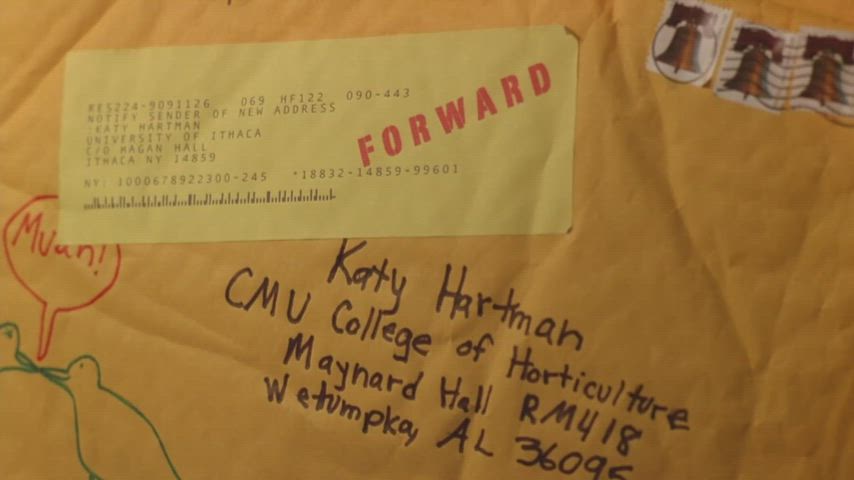 RES224-9091126 069 HF122 090-443
NOTIFY SENDER OF NEW ADDRESS
:KATY HARTMAN
UNIVERSITY OF ITHACA
C/O MAGAN HALL
ITHACA NY 14859
NY: 1000678922300-245 *18832-14859-99601
FORWARD
Muah!
Katy Hartman
CMU College of Horticulture
Maynard Hall RM418
Wetumpka, AL 36095